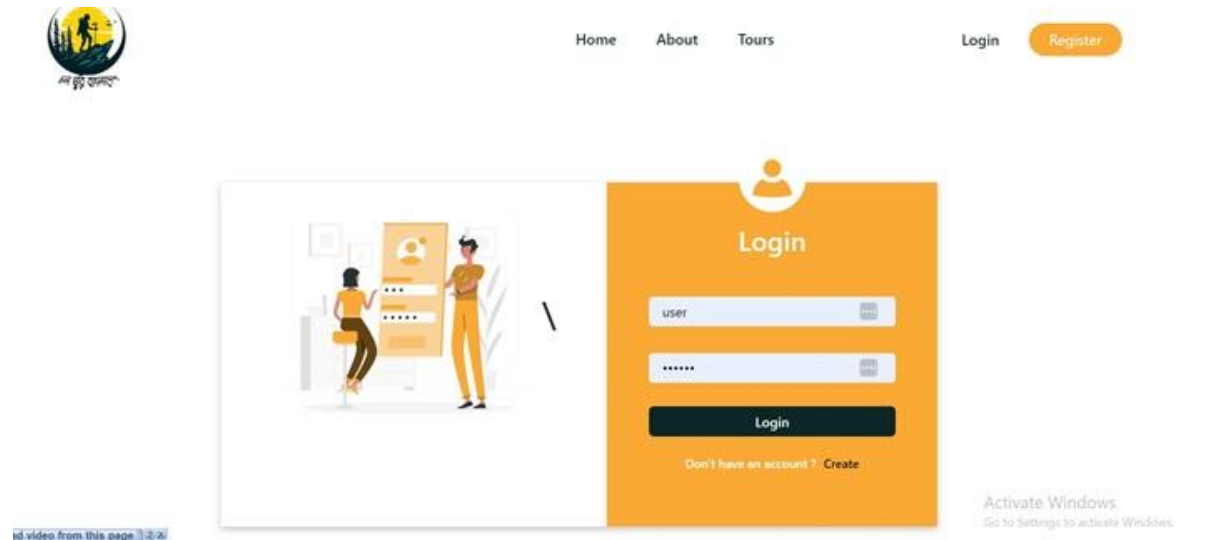 Home About Tours Login Register
Login
user
••••••
Login
Don't have an account ? Create
Activate Windows
Go to Settings to activate Windows.
video from this page